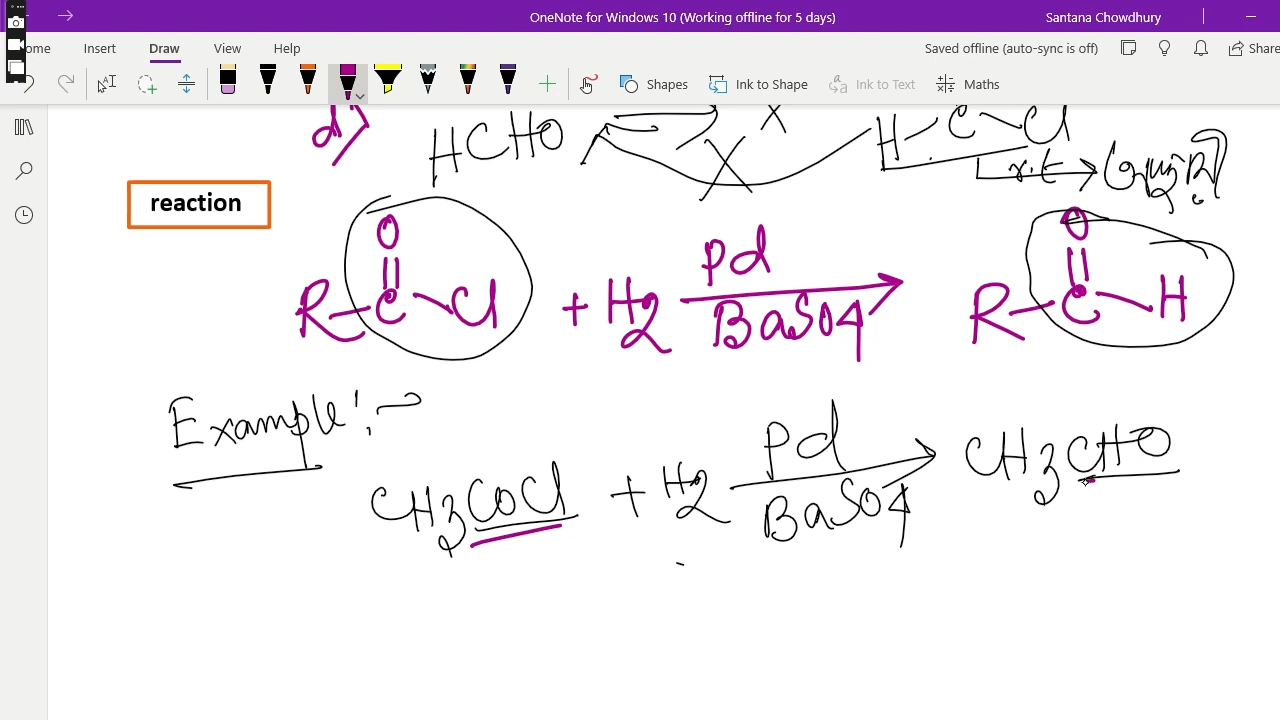 OneNote for Windows 10 (Working offline for 5 days)
Santana Chowdhury
ome Insert Draw View Help
Saved offline (auto-sync is off) Share
Shapes Ink to Shape Ink to Text Maths
d)
HCHO X H C Cl
X r.t
reaction
O O
R-C-Cl + H2 Pd R-C-H
BaSO4
Example:-
CH3COCl + H2 Pd CH3CHO
BaSO4